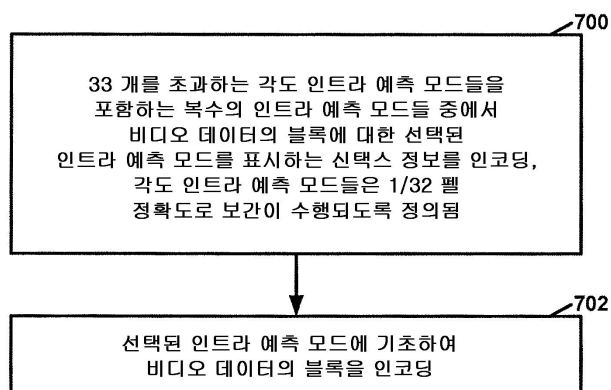 700
33 개를 초과하는 각도 인트라 예측 모드들을
포함하는 복수의 인트라 예측 모드들 중에서
비디오 데이터의 블록에 대한 선택된
인트라 예측 모드를 표시하는 신택스 정보를 인코딩,
각도 인트라 예측 모드들은 1/32 펠
정확도로 보간이 수행되도록 정의됨
702
선택된 인트라 예측 모드에 기초하여
비디오 데이터의 블록을 인코딩